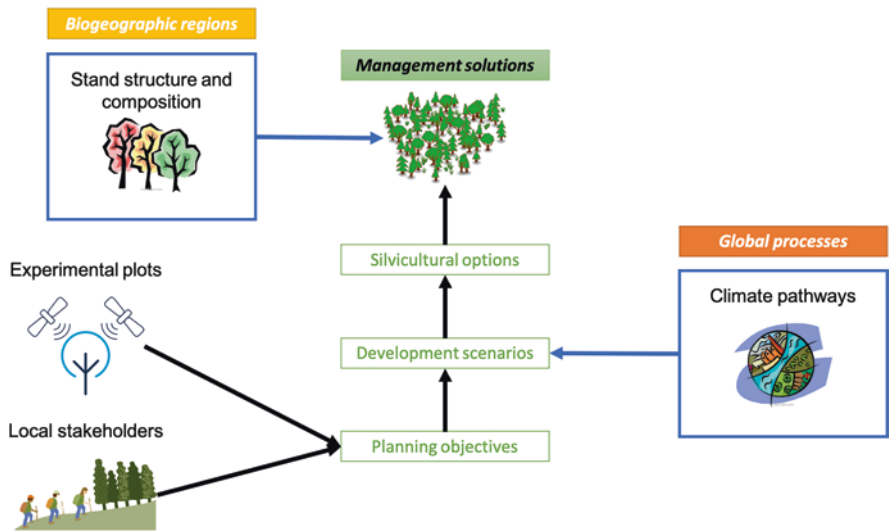 Biogeographic regions
Stand structure and
composition
Management solutions
Global processes
Silvicultural options
Experimental plots
Climate pathways
Development scenarios
Local stakeholders
Planning objectives